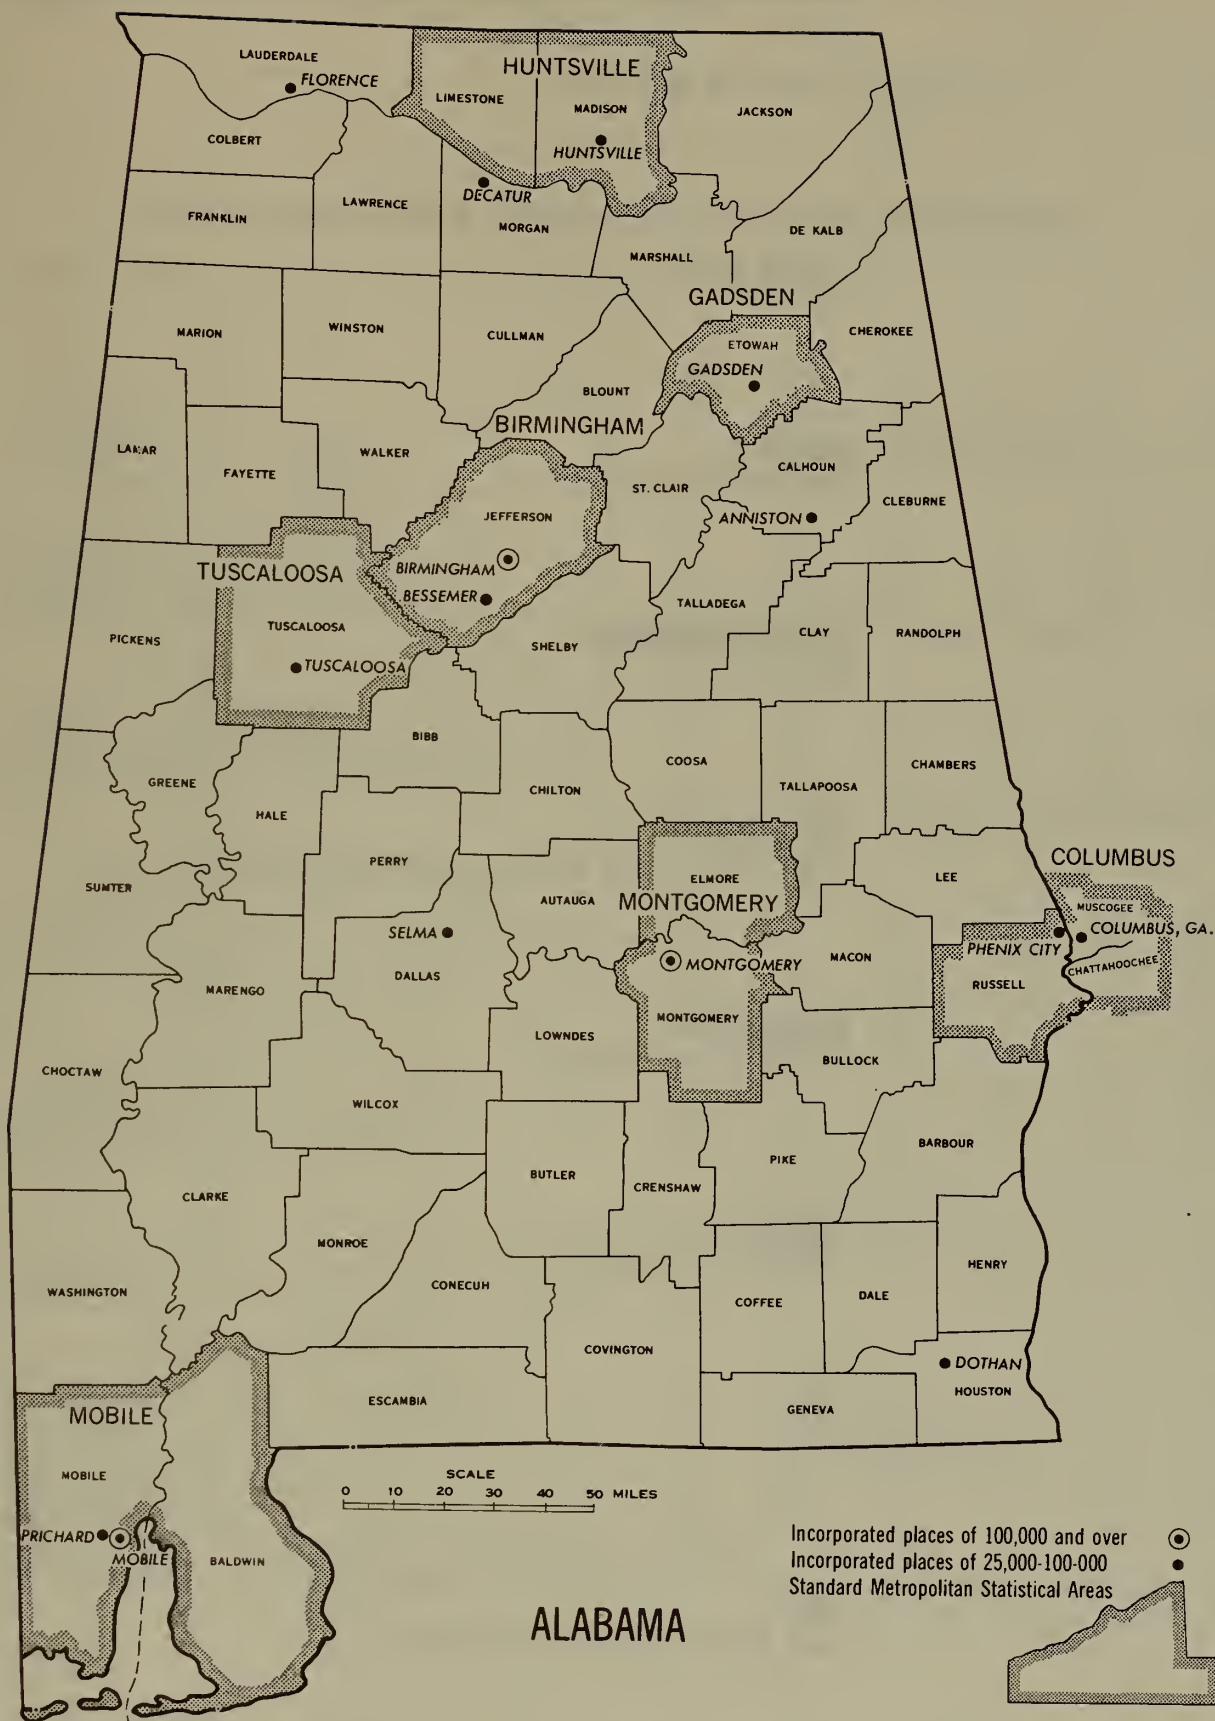 LAUDERDALE
FLORENCE
HUNTSVILLE
LIMESTONE
MADISON
HUNTSVILLE
JACKSON
COLBERT
DECATUR
LAWRENCE
FRANKLIN
MORGAN
DE KALB
MARSHALL
GADSDEN
MARION
WINSTON
CULLMAN
CHEROKEE
ETOWAH
GADSDEN
BLOUNT
BIRMINGHAM
LAMAR
FAYETTE
WALKER
CALHOUN
ST. CLAIR
CLEBURNE
JEFFERSON
ANNISTON
TUSCALOOSA
BIRMINGHAM
BESSEMER
TALLADEGA
TUSCALOOSA
PICKENS
SHELBY
CLAY
RANDOLPH
TUSCALOOSA
BIBB
COOSA
CHAMBERS
GREENE
TALLAPOOSA
CHILTON
HALE
PERRY
COLUMBUS
SUMTER
ELMORE
LEE
AUTAUGA
MONTGOMERY
MUSCOGEE
SELMA
COLUMBUS, GA.
PHENIX CITY
DALLAS
MONTGOMERY
MACON
CHATTAHOOCHEE
MARENGO
RUSSELL
MONTGOMERY
LOWNDES
BULLOCK
CHOCTAW
WILCOX
BARBOUR
PIKE
BUTLER
CRENSHAW
CLARKE
MONROE
HENRY
WASHINGTON
CONECUH
COFFEE
DALE
COVINGTON
DOTHAN
HOUSTON
ESCAMBIA
GENEVA
MOBILE
MOBILE
SCALE
0 10 20 30 40 50 MILES
PRICHARD
MOBILE
BALDWIN
Incorporated places of 100,000 and over
Incorporated places of 25,000-100-000
Standard Metropolitan Statistical Areas
ALABAMA